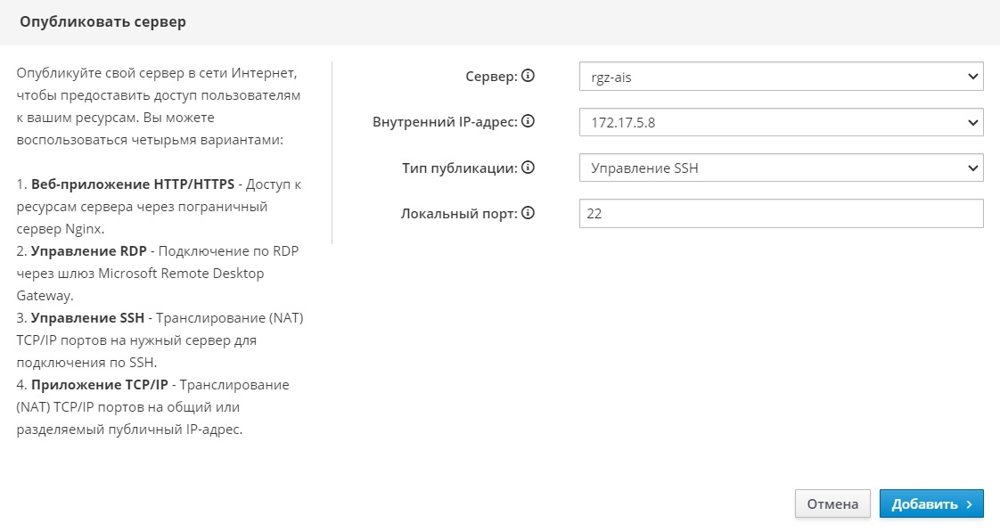 Опубликовать сервер
Опубликуйте свой сервер в сети Интернет,
чтобы предоставить доступ пользователям
к вашим ресурсам. Вы можете
воспользоваться четырьмя вариантами:
1. Веб-приложение HTTP/HTTPS - Доступ к
ресурсам сервера через пограничный
сервер Nginx.
2. Управление RDP - Подключение по RDP
через шлюз Microsoft Remote Desktop
Gateway.
3. Управление SSH - Транслирование (NAT)
TCP/IP портов на нужный сервер для
подключения по SSH.
4. Приложение TCP/IP - Транслирование
(NAT) TCP/IP портов на общий или
разделяемый публичный IP-адрес.
Сервер: rgz-ais
Внутренний IP-адрес: 172.17.5.8
Тип публикации: Управление SSH
Локальный порт: 22
Отмена Добавить